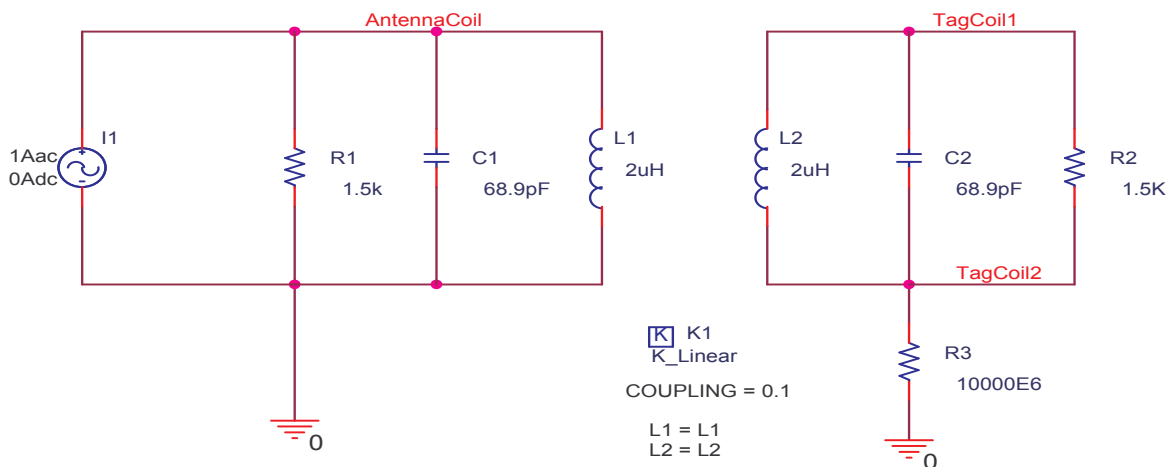 AntennaCoil
TagCoil1
I1
1Aac
0Adc
R1
1.5k
C1
68.9pF
L1
2uH
L2
2uH
C2
68.9pF
R2
1.5K
TagCoil2
K K1
K_Linear
COUPLING = 0.1
L1 = L1
L2 = L2
R3
10000E6
0
0